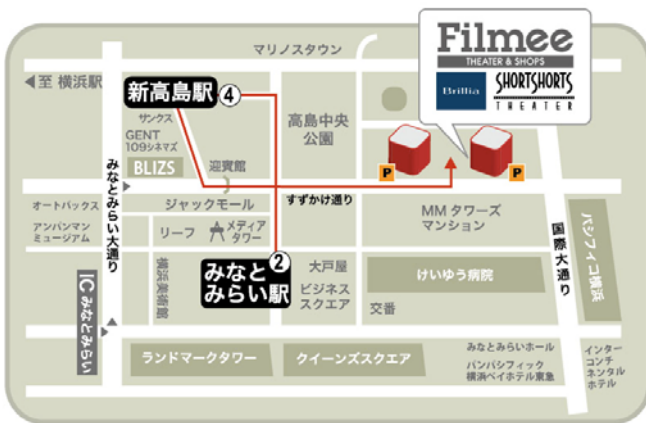 マリノスタウン
Filmee
THEATER & SHOPS
Brillia
SHORTSHORTS
THEATER
◀至 横浜駅
新高島駅
4
サンクス
GENT
109シネマズ
BLIZS
迎賓館
高島中央
公園
P
P
みなとみらい大通り
オートバックス
アンパンマン
ミュージアム
ジャックモール
すずかけ通り
リーフ
メディア
タワー
MMタワーズ
マンション
国際大通り
パシフィコ横浜
2
みなと
みらい駅
横浜美術館
大戸屋
ビジネス
スクエア
けいゆう病院
交番
ICみなとみらい
ランドマークタワー
クイーンズスクエア
みなとみらいホール
パンパシフィック
横浜ベイホテル東急
インター
コンチ
ネンタル
ホテル